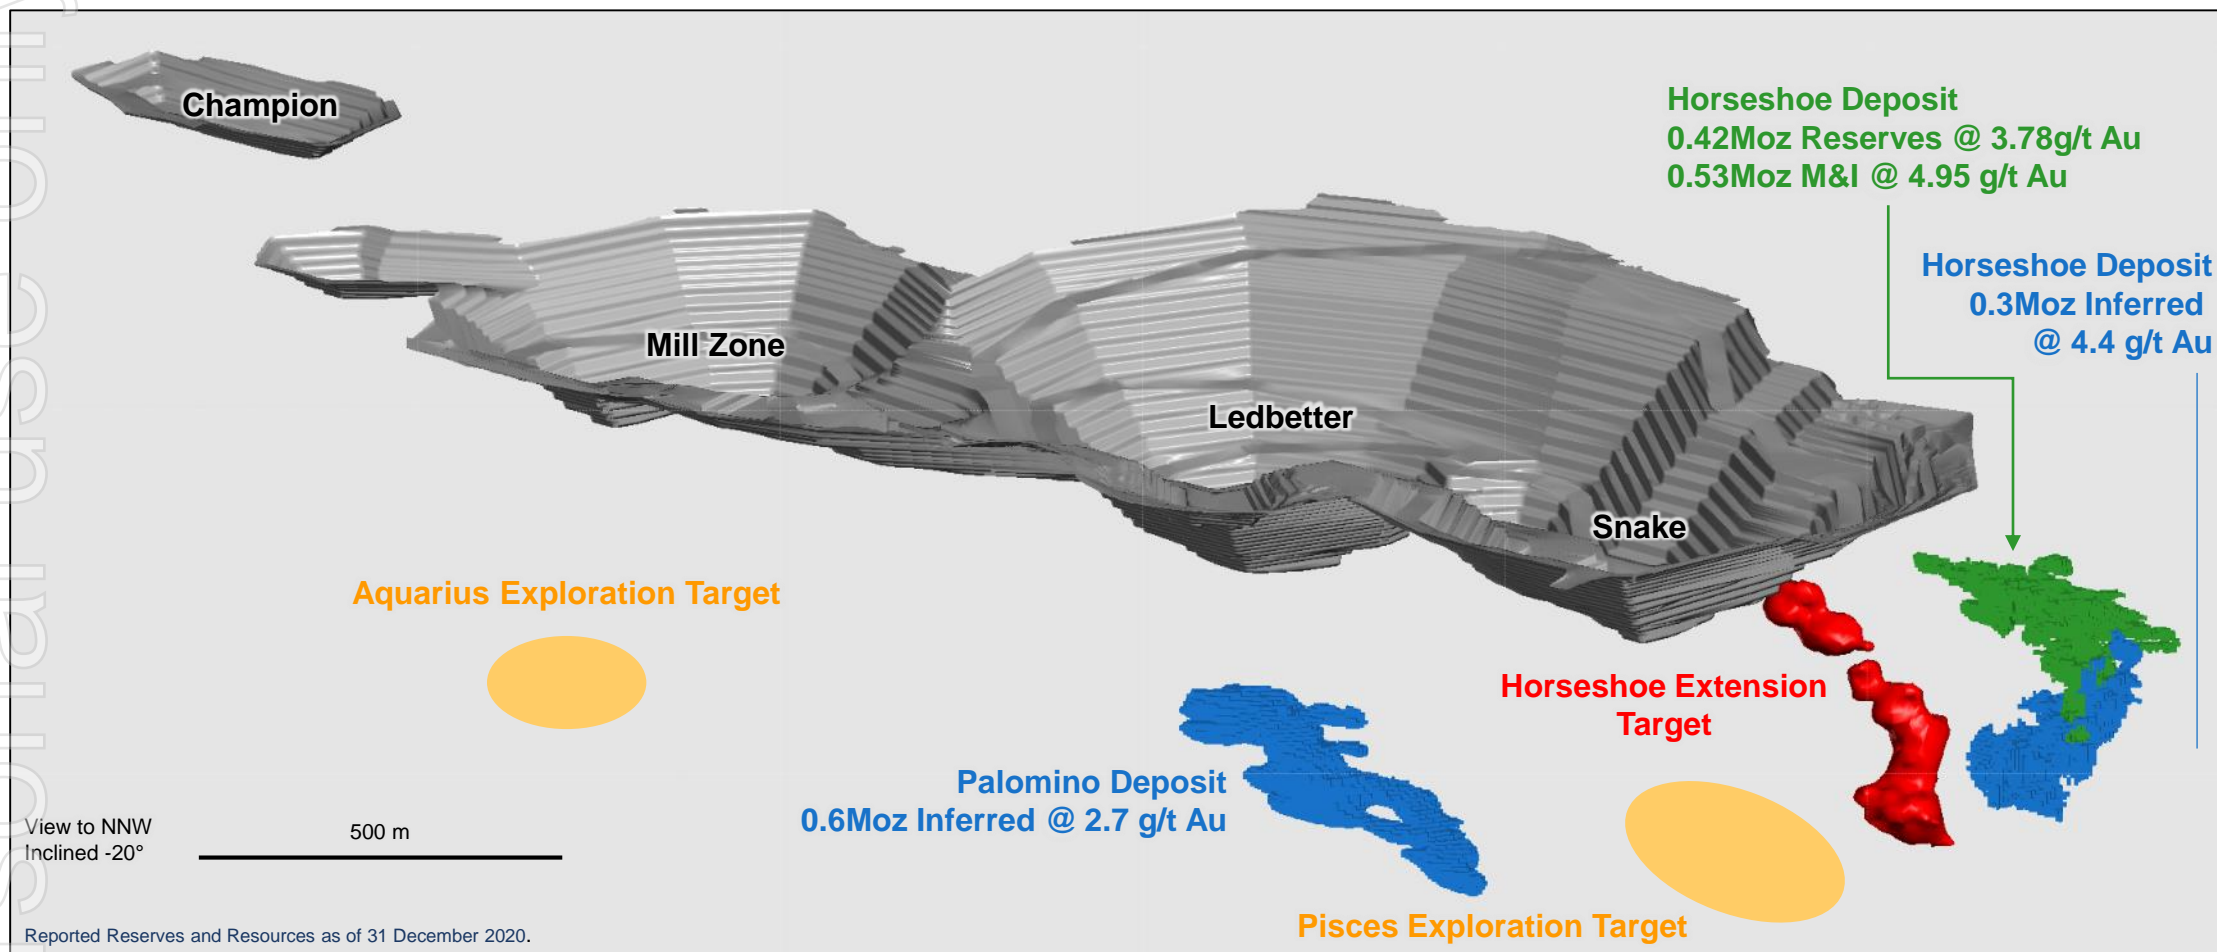 Champion
Horseshoe Deposit
0.42Moz Reserves @ 3.78g/t Au
0.53Moz M&I @ 4.95 g/t Au
Horseshoe Deposit
0.3Moz Inferred
@ 4.4 g/t Au
Mill Zone
Ledbetter
Snake
Aquarius Exploration Target
Horseshoe Extension
Target
Palomino Deposit
0.6Moz Inferred @ 2.7 g/t Au
Pisces Exploration Target
View to NNW
Inclined -20°
500 m
Reported Reserves and Resources as of 31 December 2020.